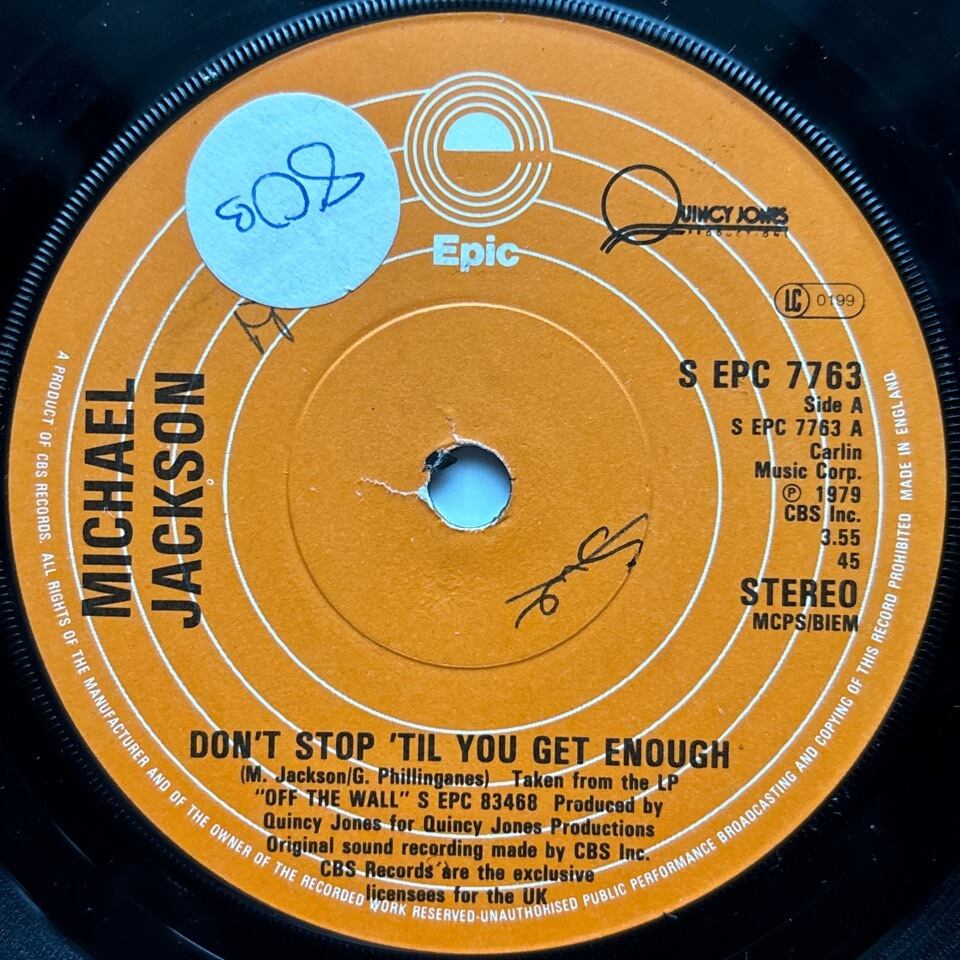 Epic
QUINCY JONES
PRODUCTIONS
LC 0199
MICHAEL
JACKSON
S EPC 7763
Side A
S EPC 7763 A
Carlin
Music Corp.
℗ 1979
CBS Inc.
3.55
45
STEREO
MCPS/BIEM
DON'T STOP 'TIL YOU GET ENOUGH
(M. Jackson/G. Phillinganes) Taken from the LP
"OFF THE WALL" S EPC 83468 Produced by
Quincy Jones for Quincy Jones Productions
Original sound recording made by CBS Inc.
CBS Records are the exclusive
licensees for the UK
A PRODUCT OF CBS RECORDS. ALL RIGHTS OF THE MANUFACTURER AND OF THE OWNER OF THE RECORDED WORK RESERVED-UNAUTHORISED PUBLIC PERFORMANCE BROADCASTING AND COPYING OF THIS RECORD PROHIBITED MADE IN ENGLAND.